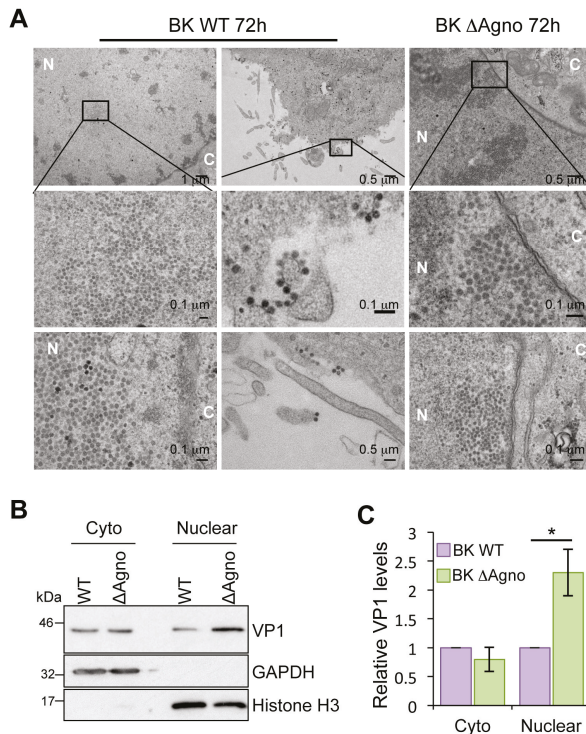 A
BK WT 72h
BK ΔAgno 72h
N
C
1 µm
0.5 µm
C
N
0.5 µm
0.1 µm
0.1 µm
C
N
0.1 µm
N
C
0.1 µm
0.5 µm
C
N
0.1 µm
B
Cyto
Nuclear
WT
ΔAgno
WT
ΔAgno
kDa
46
VP1
32
GAPDH
17
Histone H3
C
Relative VP1 levels
3
2.5
2
1.5
1
0.5
0
BK WT
BK ΔAgno
*
Cyto
Nuclear